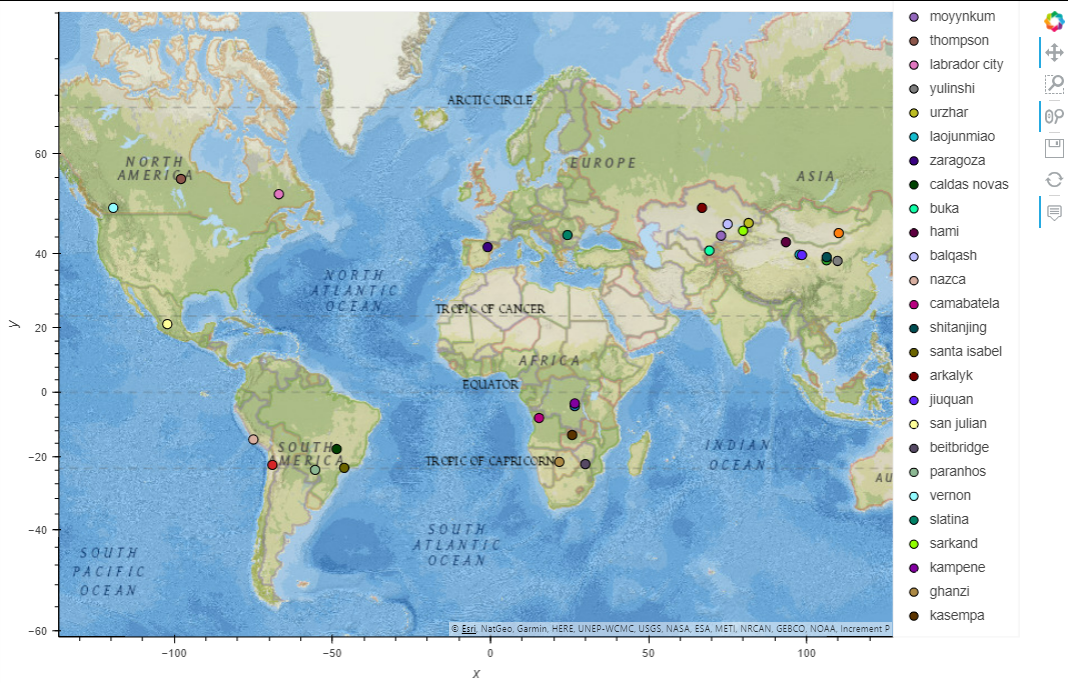 moyynkum
thompson
labrador city
yulinshi
urzhar
laojunmiao
zaragoza
caldas novas
buka
hami
balqash
nazca
camabatela
shitanjing
santa isabel
arkalyk
jiuquan
san julian
beitbridge
paranhos
vernon
slatina
sarkand
kampene
ghanzi
kasempa
ARCTIC CIRCLE
NORTH
AMERICA
EUROPE
ASIA
NORTH
ATLANTIC
OCEAN
TROPIC OF CANCER
AFRICA
EQUATOR
SOUTH
AMERICA
TROPIC OF CAPRICORN
INDIAN
OCEAN
AU
SOUTH
ATLANTIC
OCEAN
SOUTH
PACIFIC
OCEAN
© Esri, NatGeo, Garmin, HERE, UNEP-WCMC, USGS, NASA, ESA, METI, NRCAN, GEBCO, NOAA, Increment P
60
40
20
0
−20
−40
−60
y
−100
−50
0
50
100
x